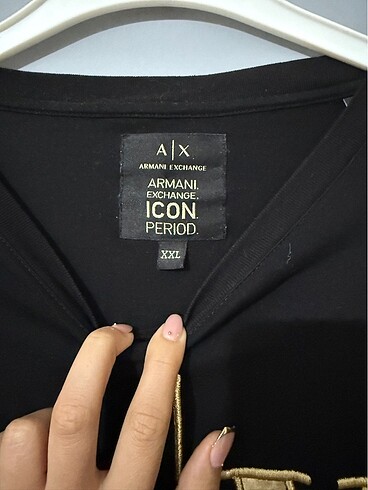 A|X
ARMANI EXCHANGE
ARMANI.
EXCHANGE.
ICON.
PERIOD.
XXL